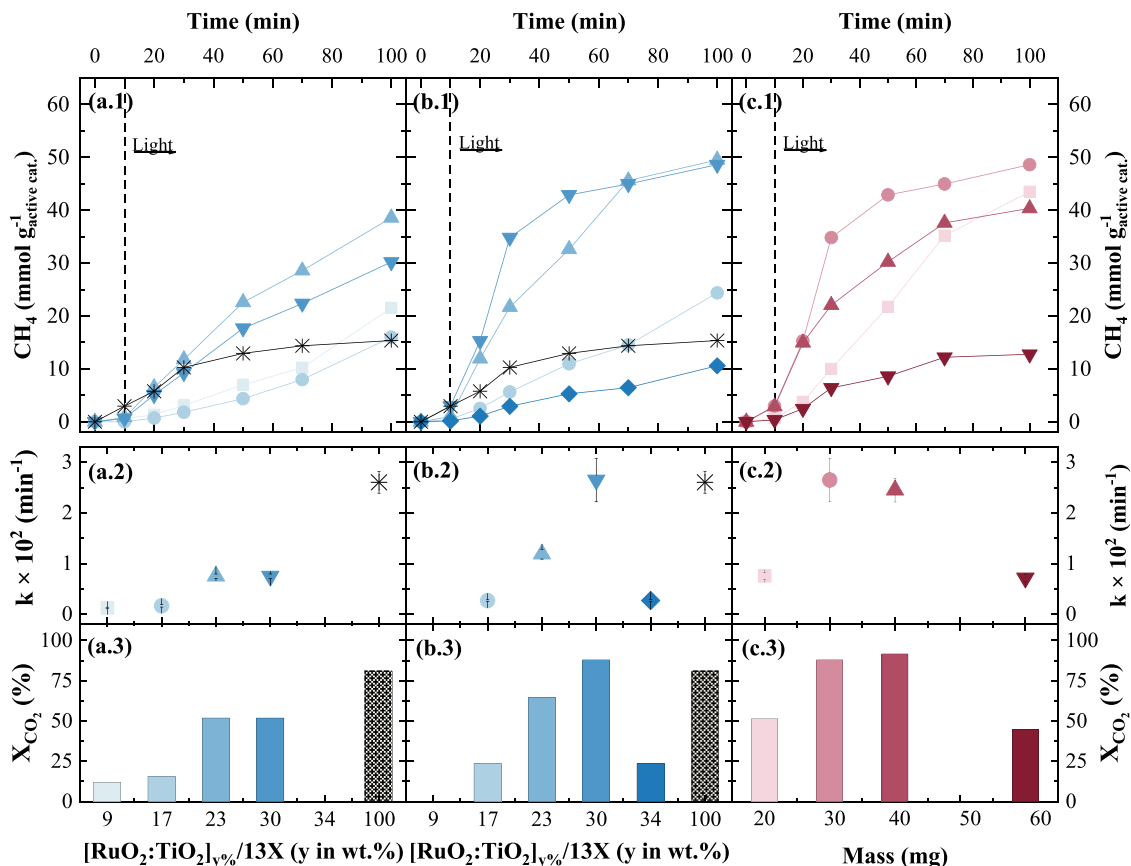 Time (min)
Time (min)
Time (min)
0 20 40 60 80 100
0 20 40 60 80 100
0 20 40 60 80 100
(a.1)
(b.1)
(c.1)
Light
Light
Light
CH4 (mmol g⁻¹active cat.)
60
50
40
30
20
10
0
60
50
40
30
20
10
0
CH4 (mmol g⁻¹active cat.)
(a.2)
(b.2)
(c.2)
k × 10² (min⁻¹)
3
2
1
0
3
2
1
0
k × 10² (min⁻¹)
(a.3)
(b.3)
(c.3)
XCO2 (%)
100
75
50
25
0
100
75
50
25
0
XCO2 (%)
9 17 23 30 34 100
9 17 23 30 34 100
20 30 40 50 60
[RuO2:TiO2]y%/13X (y in wt.%)
[RuO2:TiO2]y%/13X (y in wt.%)
Mass (mg)